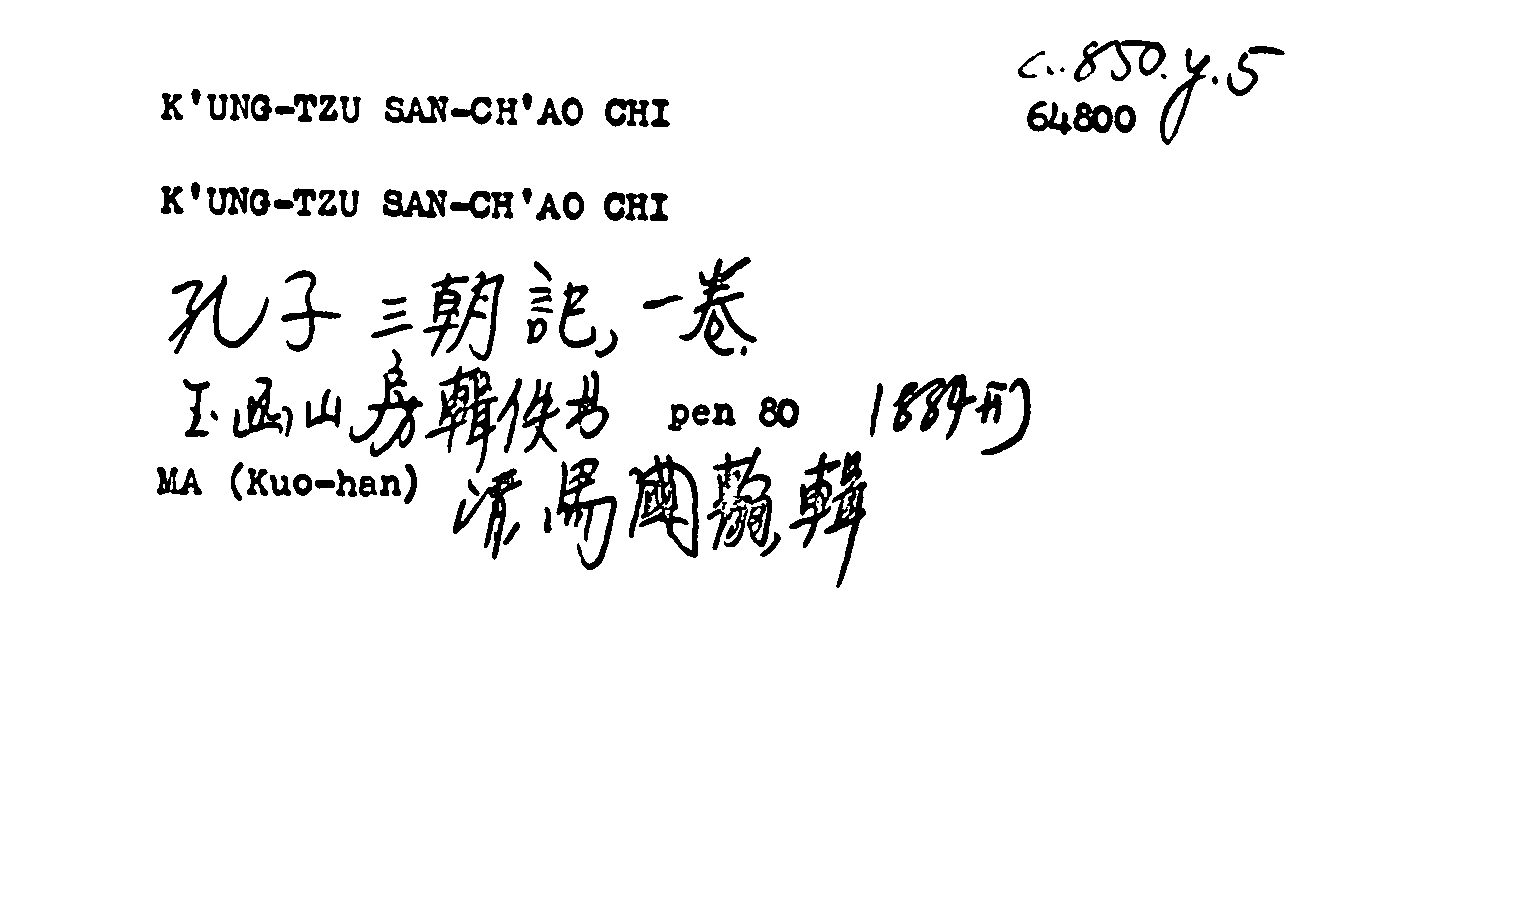 c..850.y.5
64800
K'UNG-TZU SAN-CH'AO CHI
K'UNG-TZU SAN-CH'AO CHI
孔子三朝記, 一卷.
玉函山房輯佚書 pen 80 1884刊
MA (Kuo-han) 清馬國翰輯